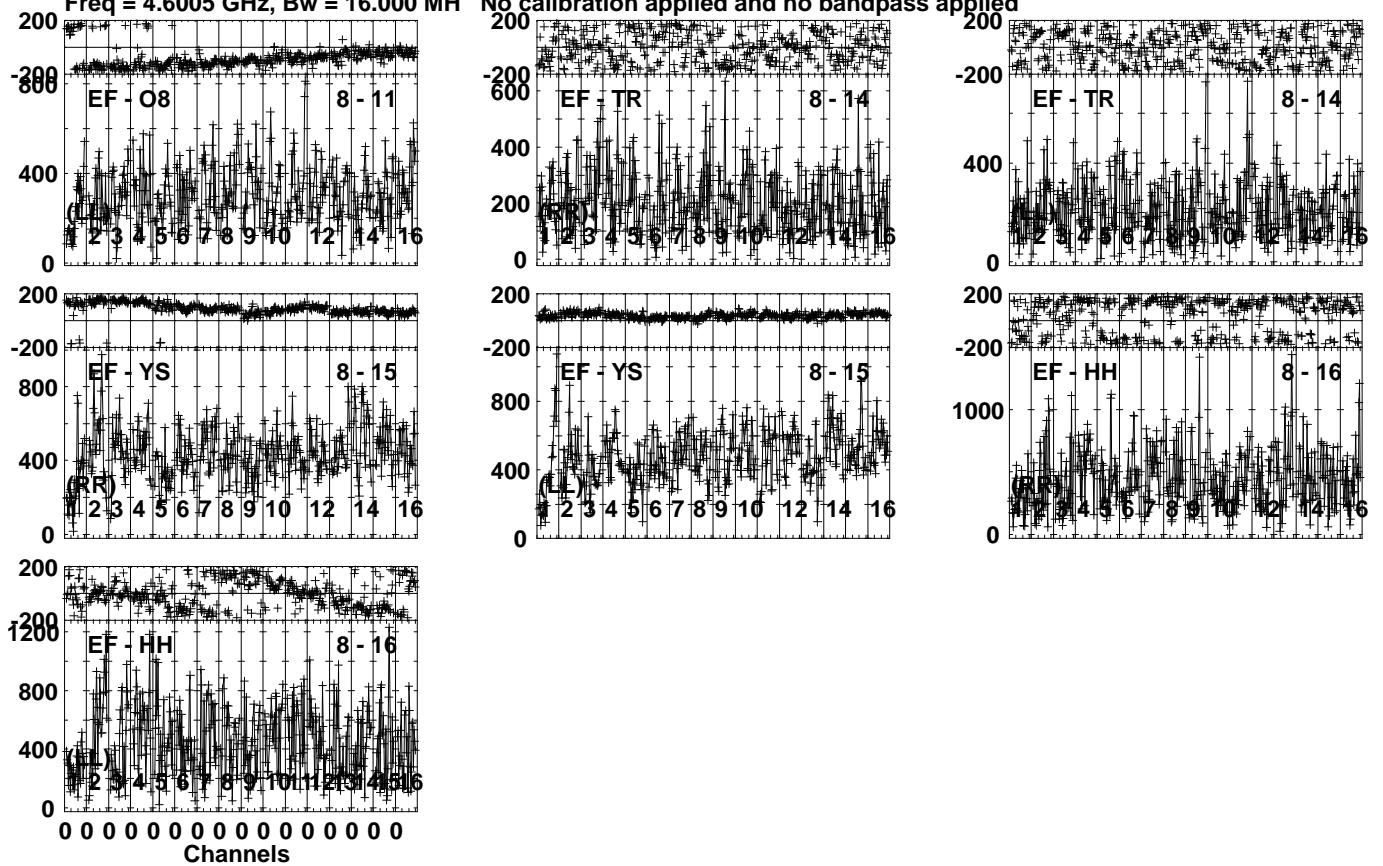 Freq = 4.6005 GHz, Bw = 16.000 MH No calibration applied and no bandpass applied
200
-200
800
400
0
EF - O8 8 - 11
(LL)
1 2 3 4 5 6 7 8 9 10 12 14 16
200
-200
600
400
200
0
EF - TR 8 - 14
(RR)
1 2 3 4 5 6 7 8 9 10 12 14 16
200
-200
400
0
EF - TR 8 - 14
(LL)
1 2 3 4 5 6 7 8 9 10 12 14 16
200
-200
800
400
0
EF - YS 8 - 15
(RR)
1 2 3 4 5 6 7 8 9 10 12 14 16
200
-200
800
400
0
EF - YS 8 - 15
(LL)
1 2 3 4 5 6 7 8 9 10 12 14 16
200
-200
1000
0
EF - HH 8 - 16
(RR)
1 2 3 4 5 6 7 8 9 10 12 14 16
200
-200
1200
800
400
0
EF - HH 8 - 16
(LL)
1 2 3 4 5 6 7 8 9 10 11 12 13 14 15 16
0 0 0 0 0 0 0 0 0 0 0 0 0 0 0 0
Channels